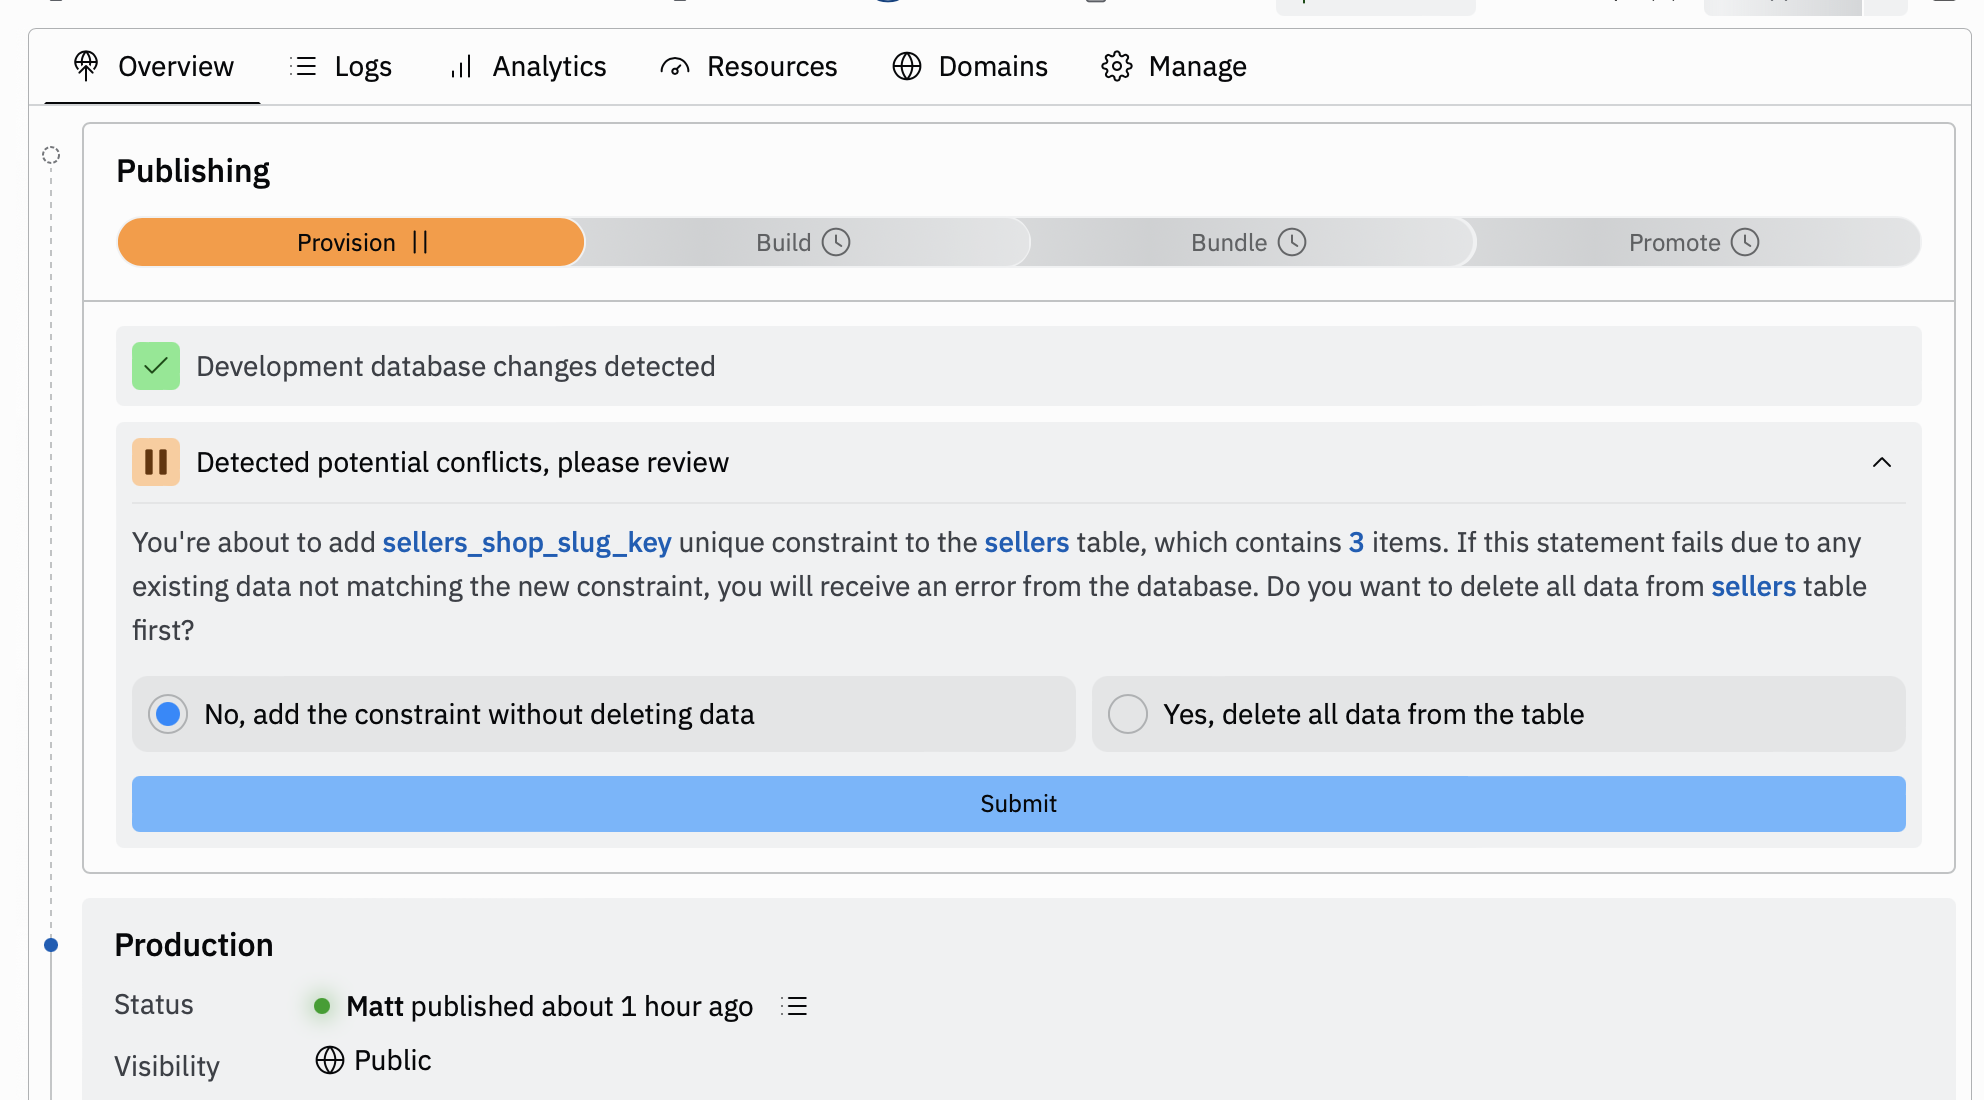 Overview Logs Analytics Resources Domains Manage
Publishing
Provision Build Bundle Promote
Development database changes detected
Detected potential conflicts, please review
You're about to add sellers_shop_slug_key unique constraint to the sellers table, which contains 3 items. If this statement fails due to any
existing data not matching the new constraint, you will receive an error from the database. Do you want to delete all data from sellers table
first?
No, add the constraint without deleting data Yes, delete all data from the table
Submit
Production
Status Matt published about 1 hour ago
Visibility Public